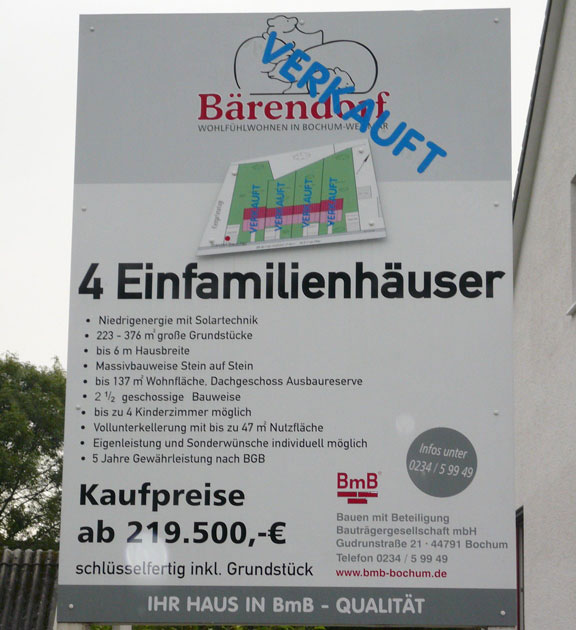 VERKAUFT
Bärendorf
WOHLFÜHLWOHNEN IN BOCHUM-WEITMAR
VERKAUFT
VERKAUFT
VERKAUFT
VERKAUFT
4 Einfamilienhäuser
• Niedrigenergie mit Solartechnik
• 223 - 376 m² große Grundstücke
• bis 6 m Hausbreite
• Massivbauweise Stein auf Stein
• bis 137 m² Wohnfläche, Dachgeschoss Ausbaureserve
• 2 ½ geschossige Bauweise
• bis zu 4 Kinderzimmer möglich
• Vollunterkellerung mit bis zu 47 m² Nutzfläche
• Eigenleistung und Sonderwünsche individuell möglich
• 5 Jahre Gewährleistung nach BGB
Infos unter
0234 / 5 99 49
Kaufpreise
ab 219.500,-€
schlüsselfertig inkl. Grundstück
BmB®
Bauen mit Beteiligung
Bauträgergesellschaft mbH
Gudrunstraße 21 · 44791 Bochum
Telefon 0234 / 5 99 49
www.bmb-bochum.de
IHR HAUS IN BmB - QUALITÄT